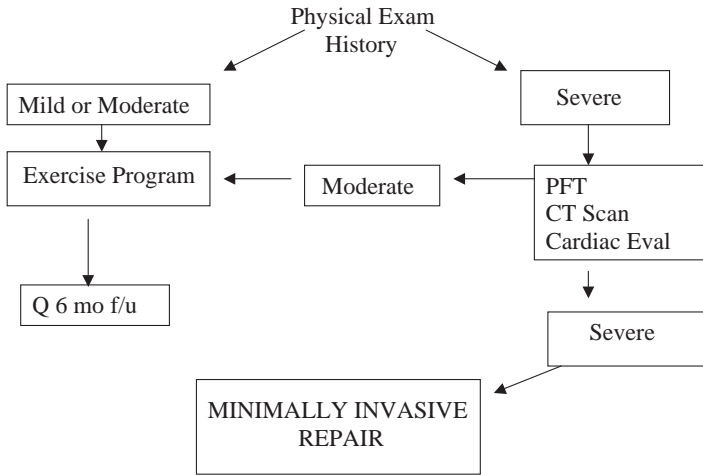 Physical Exam
History
Mild or Moderate
Severe
Exercise Program
Moderate
PFT
CT Scan
Cardiac Eval
Q 6 mo f/u
Severe
MINIMALLY INVASIVE
REPAIR